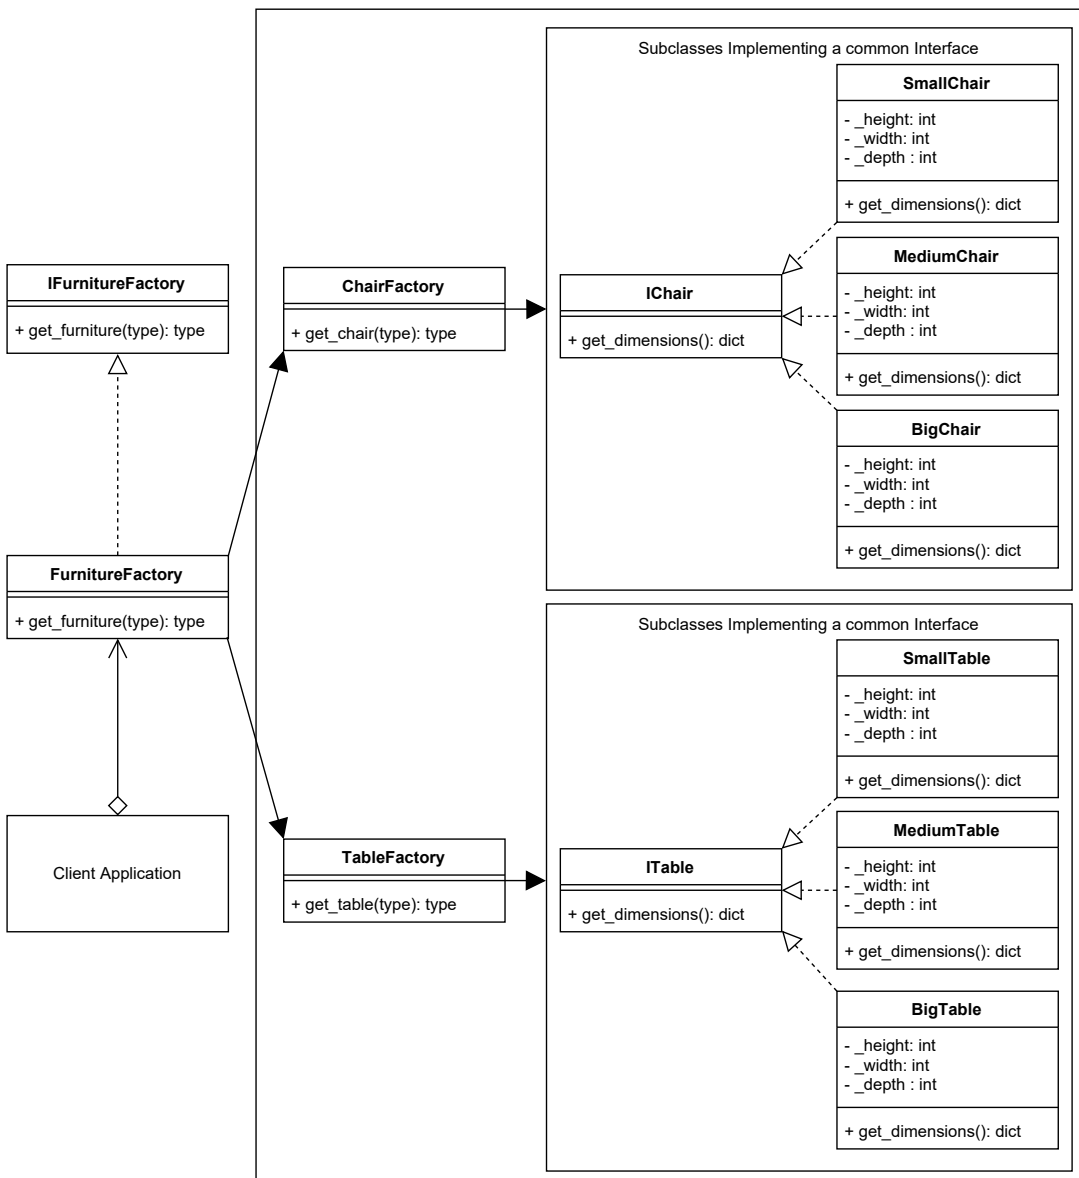 Subclasses Implementing a common Interface
SmallChair
- _height: int
- _width: int
- _depth : int
+ get_dimensions(): dict
MediumChair
- _height: int
- _width: int
- _depth : int
+ get_dimensions(): dict
BigChair
- _height: int
- _width: int
- _depth : int
+ get_dimensions(): dict
IChair
+ get_dimensions(): dict
ChairFactory
+ get_chair(type): type
IFurnitureFactory
+ get_furniture(type): type
FurnitureFactory
+ get_furniture(type): type
Client Application
TableFactory
+ get_table(type): type
Subclasses Implementing a common Interface
ITable
+ get_dimensions(): dict
SmallTable
- _height: int
- _width: int
- _depth : int
+ get_dimensions(): dict
MediumTable
- _height: int
- _width: int
- _depth : int
+ get_dimensions(): dict
BigTable
- _height: int
- _width: int
- _depth : int
+ get_dimensions(): dict